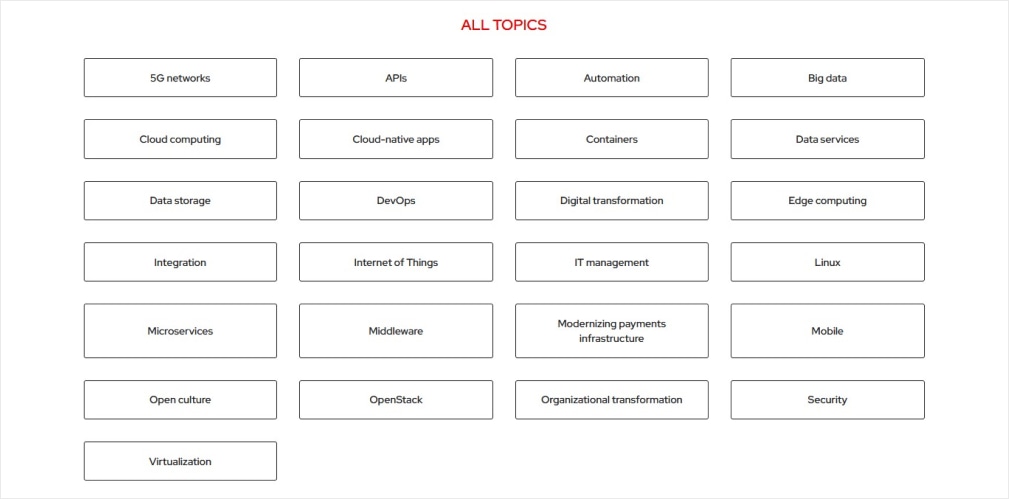 ALL TOPICS
5G networks
APIs
Automation
Big data
Cloud computing
Cloud-native apps
Containers
Data services
Data storage
DevOps
Digital transformation
Edge computing
Integration
Internet of Things
IT management
Linux
Microservices
Middleware
Modernizing payments
infrastructure
Mobile
Open culture
OpenStack
Organizational transformation
Security
Virtualization